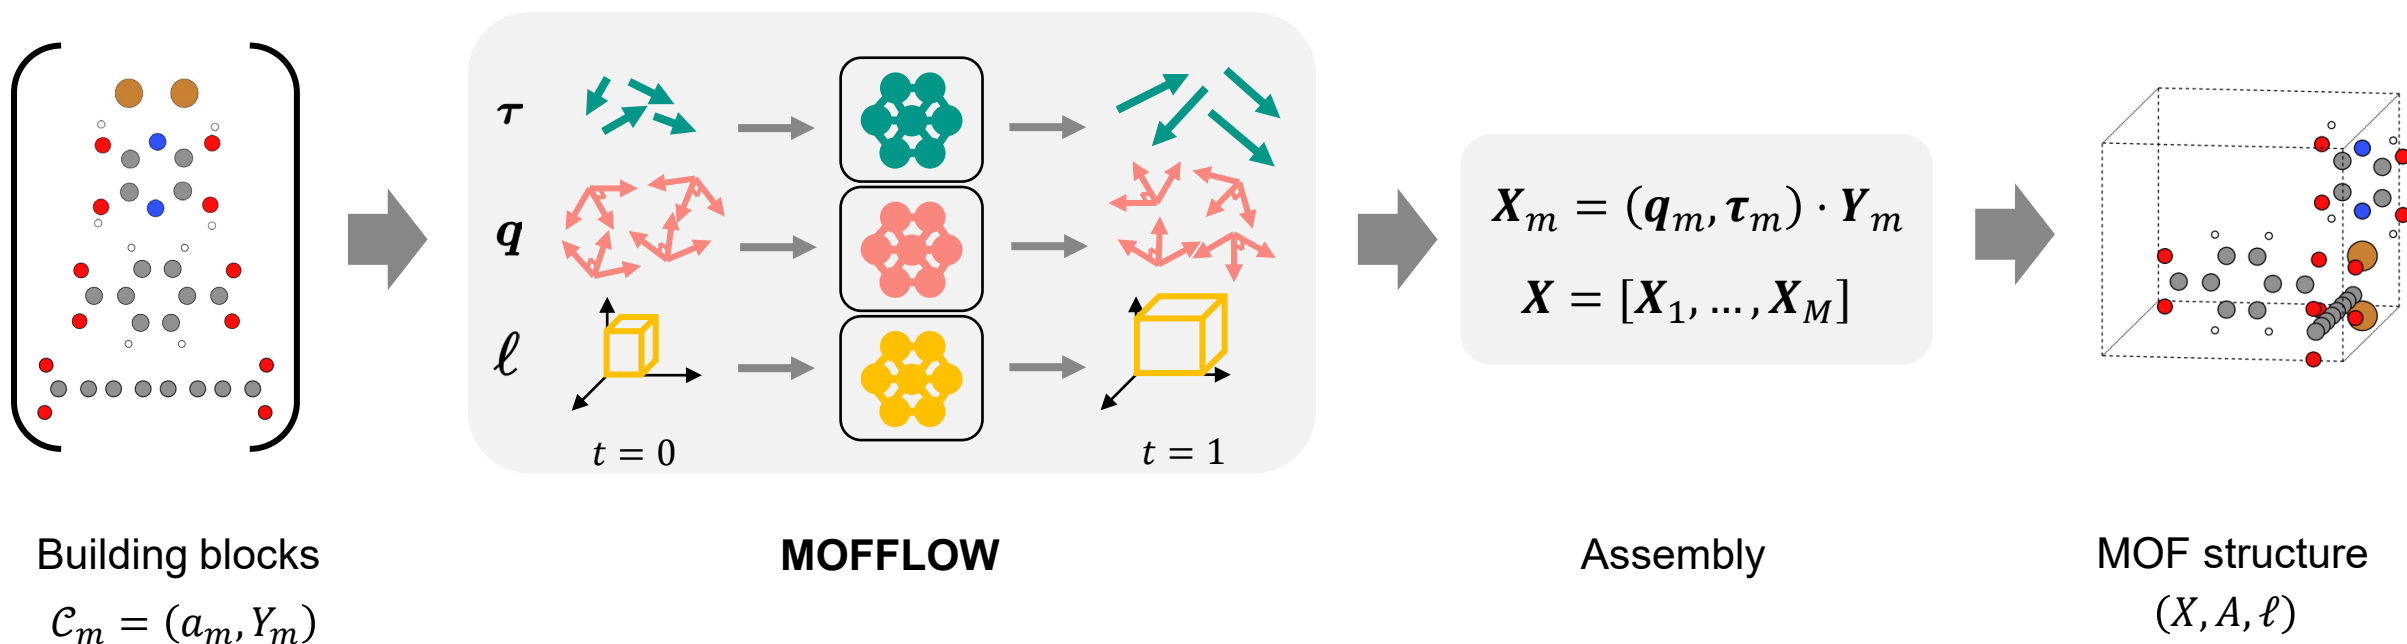 τ
q
ℓ
t = 0
t = 1
X_m = (q_m, τ_m) · Y_m
X = [X_1, ..., X_M]
Building blocks
C_m = (a_m, Y_m)
MOFFLOW
Assembly
MOF structure
(X, A, ℓ)